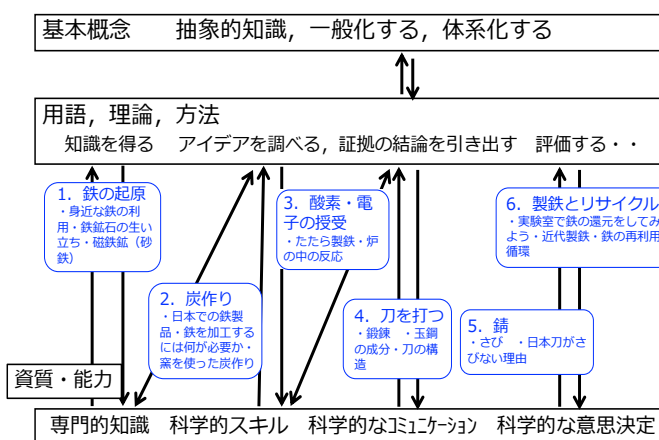 基本概念　抽象的知識，一般化する，体系化する
用語，理論，方法
知識を得る　アイデアを調べる，証拠の結論を引き出す　評価する・・
1. 鉄の起原
・身近な鉄の利
用・鉄鉱石の生い
立ち・磁鉄鉱（砂
鉄）
2. 炭作り
・日本での鉄製
品・鉄を加工する
には何が必要か・
窯を使った炭作り
3. 酸素・電
子の授受
・たたら製鉄・炉
の中の反応
4. 刀を打つ
・鍛錬　・玉鋼
の成分・刀の構
造
5. 錆
・さび　・日本刀がさ
びない理由
6. 製鉄とリサイクル
・実験室で鉄の還元をしてみ
よう・近代製鉄・鉄の再利用
循環
資質・能力
専門的知識　科学的スキル　科学的なコミュニケーション　科学的な意思決定